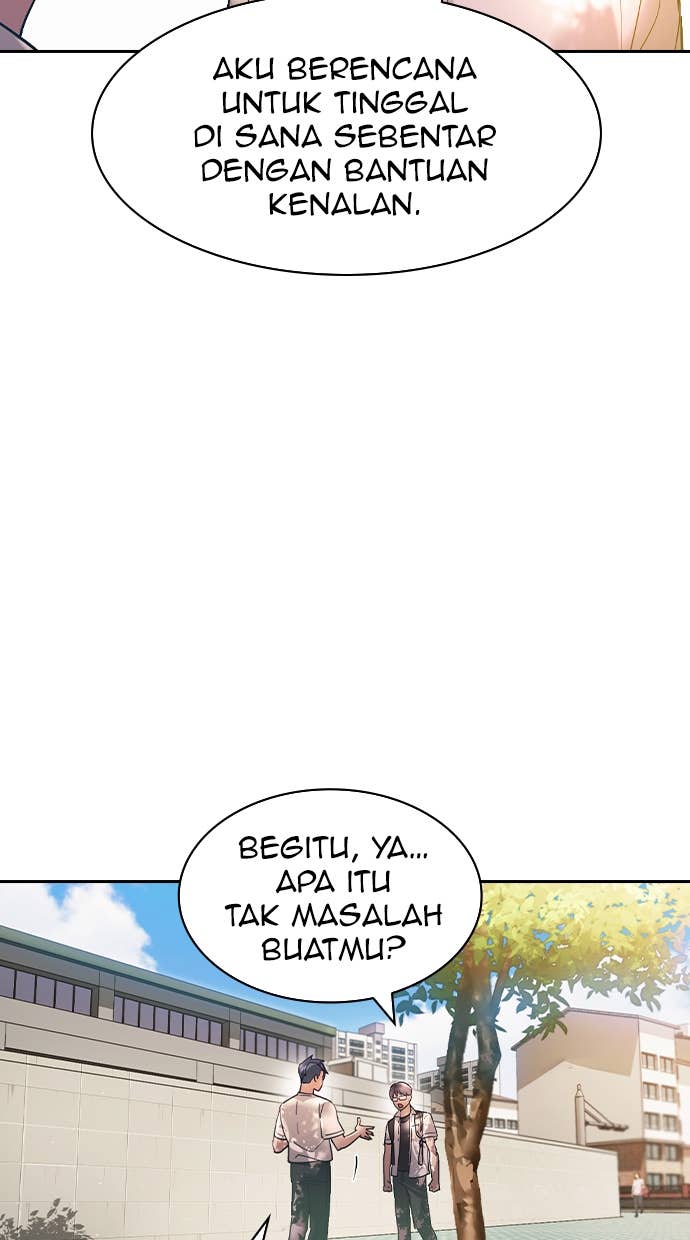 AKU BERENCANA
UNTUK TINGGAL
DI SANA SEBENTAR
DENGAN BANTUAN
KENALAN.
BEGITU, YA...
APA ITU
TAK MASALAH
BUATMU?